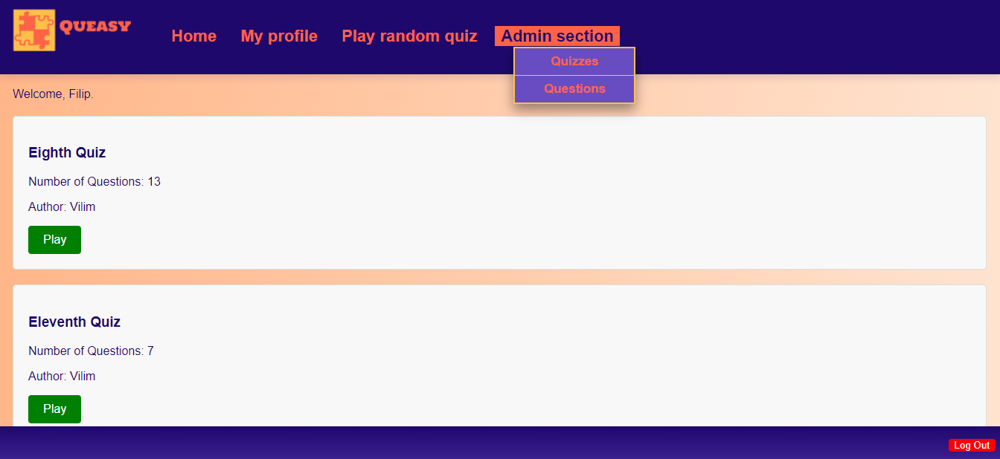 QUEASY
Home
My profile
Play random quiz
Admin section
Quizzes
Questions
Welcome, Filip.
Eighth Quiz
Number of Questions: 13
Author: Vilim
Play
Eleventh Quiz
Number of Questions: 7
Author: Vilim
Play
Log Out